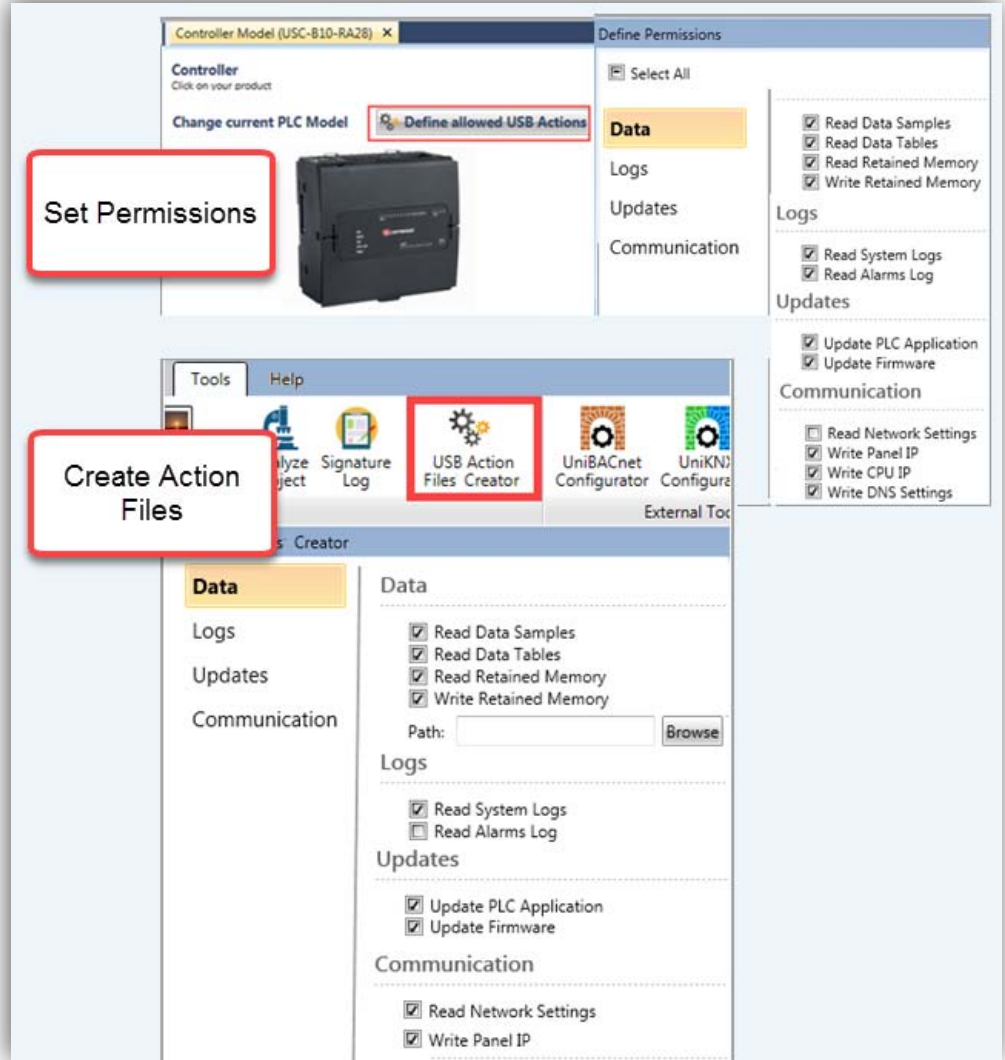 Controller Model (USC-B10-RA28) ×
Controller
Click on your product
Change current PLC Model
Define allowed USB Actions
Set Permissions
Define Permissions
Select All
Data
Logs
Updates
Communication
Read Data Samples
Read Data Tables
Read Retained Memory
Write Retained Memory
Logs
Read System Logs
Read Alarms Log
Updates
Update PLC Application
Update Firmware
Communication
Read Network Settings
Write Panel IP
Write CPU IP
Write DNS Settings
Create Action
Files
Tools Help
Signature
Log
USB Action
Files Creator
UniBACnet
Configurator
Creator
Data
Logs
Updates
Communication
Data
Read Data Samples
Read Data Tables
Read Retained Memory
Write Retained Memory
Path:
Browse
Logs
Read System Logs
Read Alarms Log
Updates
Update PLC Application
Update Firmware
Communication
Read Network Settings
Write Panel IP